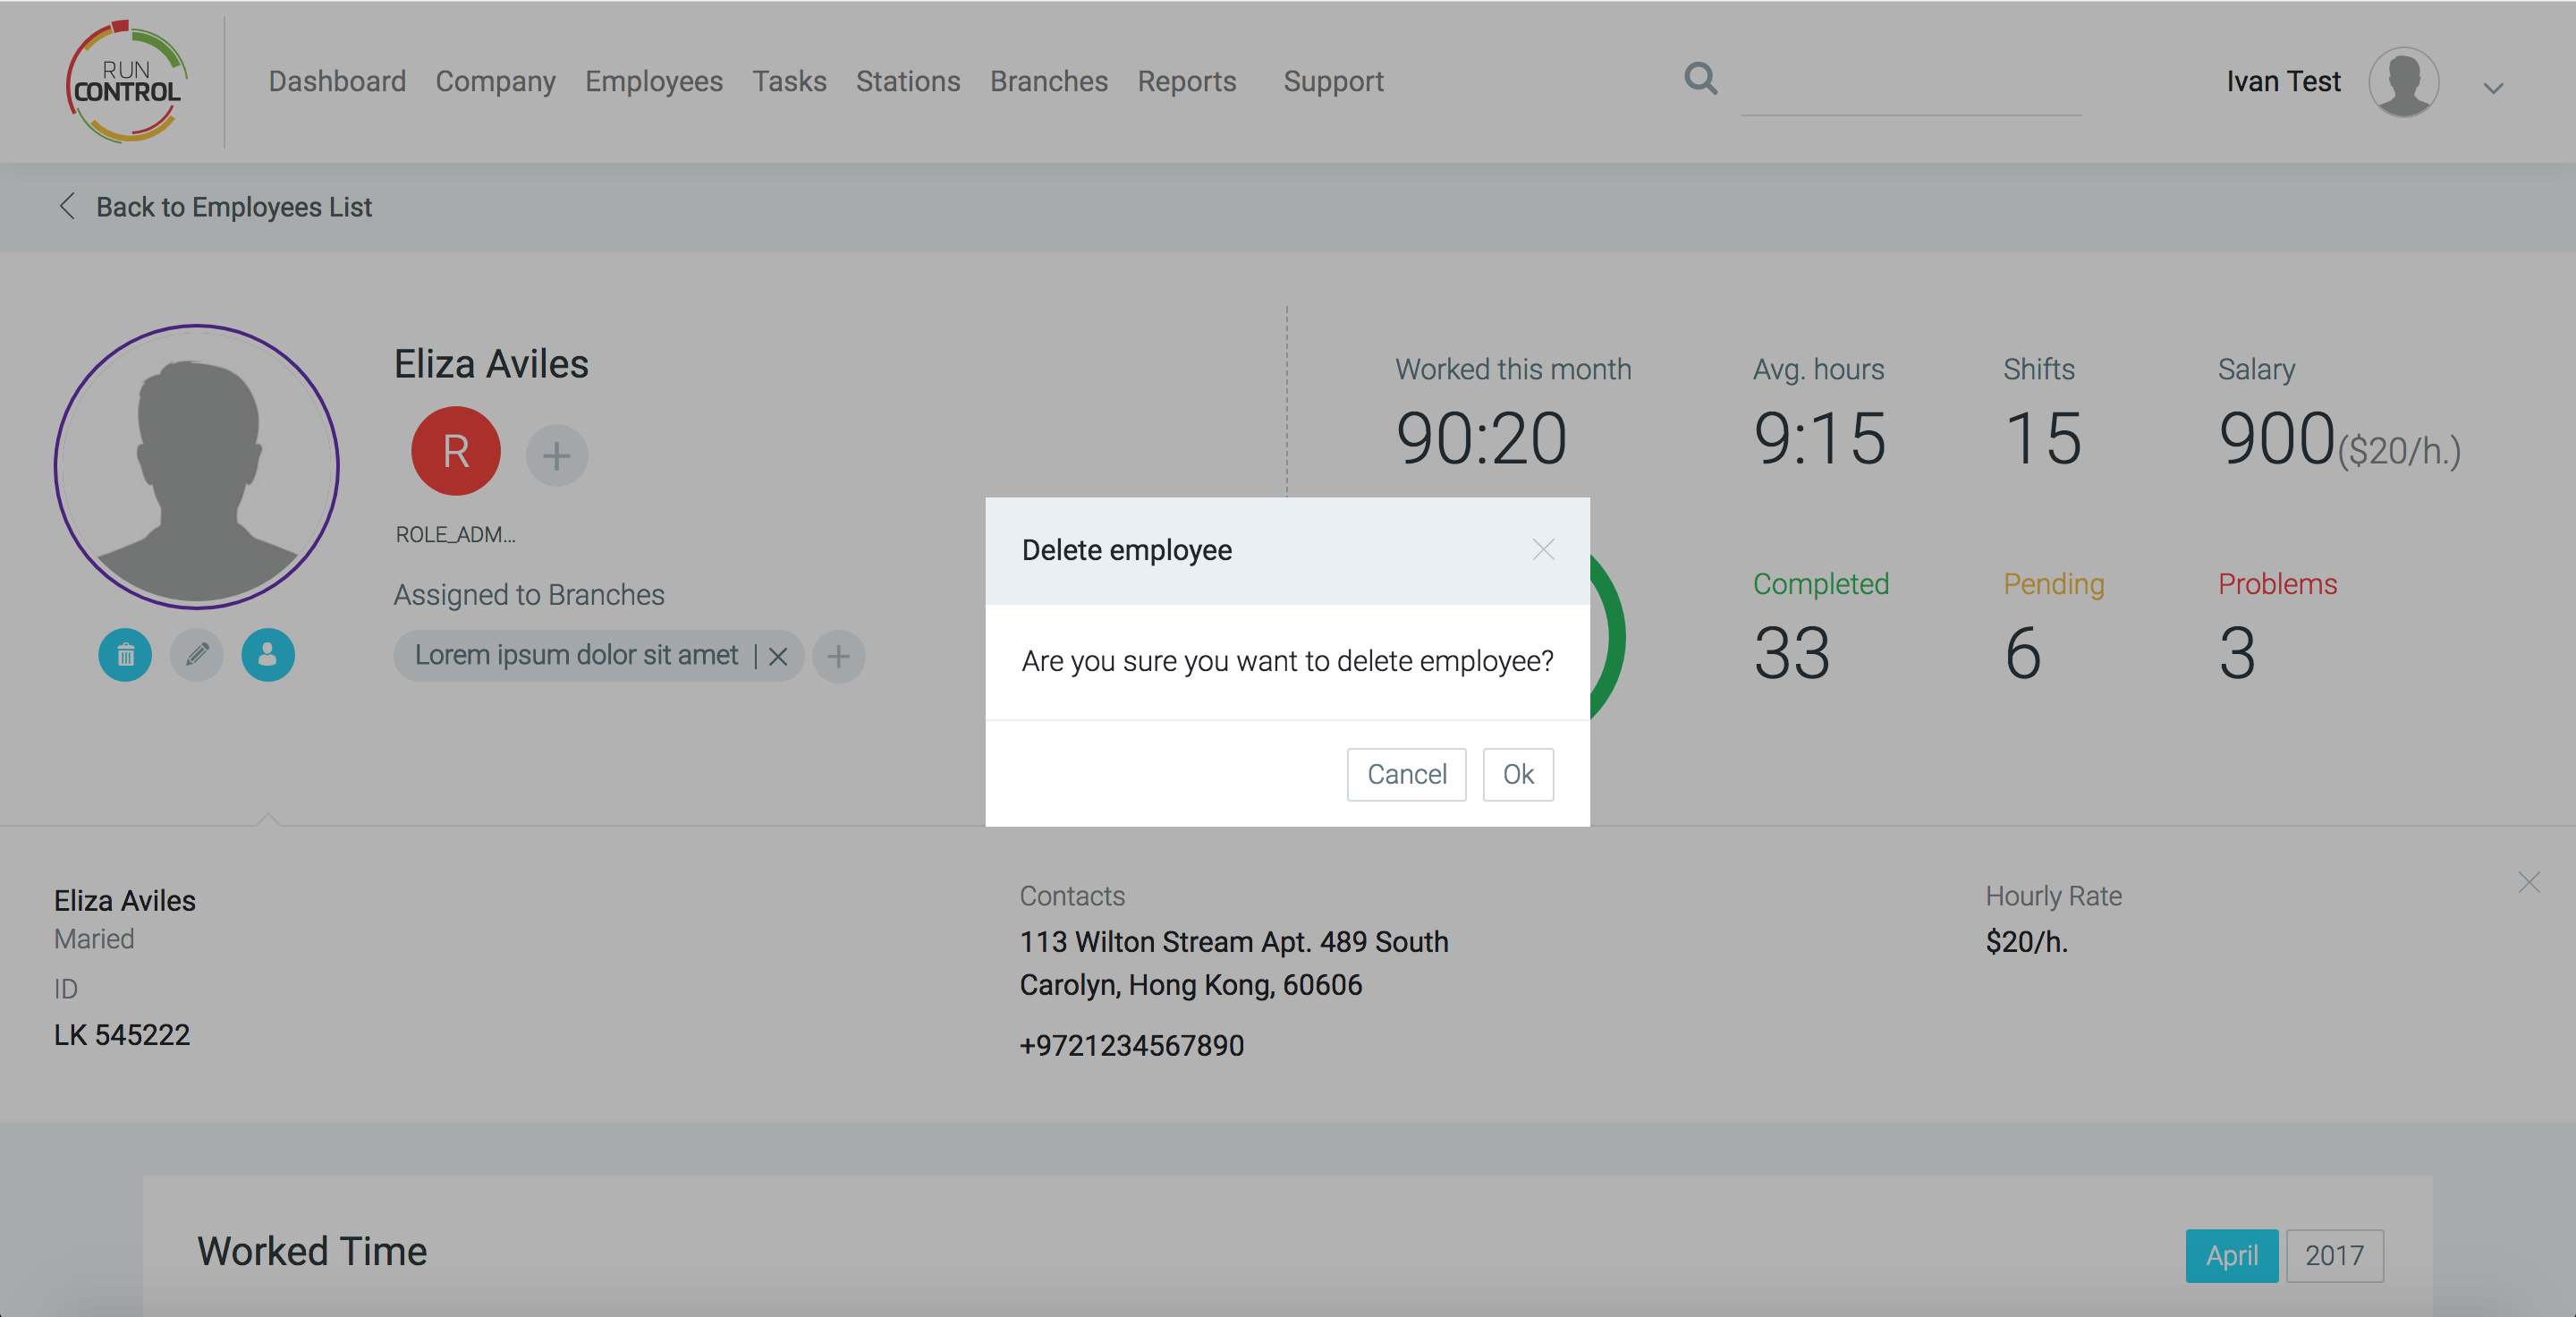 RUN
CONTROL
Dashboard Company Employees Tasks Stations Branches Reports Support
Ivan Test
Back to Employees List
Eliza Aviles
R
ROLE_ADM...
Assigned to Branches
Lorem ipsum dolor sit amet
Worked this month
90:20
Avg. hours
9:15
Shifts
15
Salary
900($20/h.)
Completed
33
Pending
6
Problems
3
Delete employee
Are you sure you want to delete employee?
Cancel Ok
Eliza Aviles
Maried
ID
LK 545222
Contacts
113 Wilton Stream Apt. 489 South
Carolyn, Hong Kong, 60606
+9721234567890
Hourly Rate
$20/h.
Worked Time
April 2017